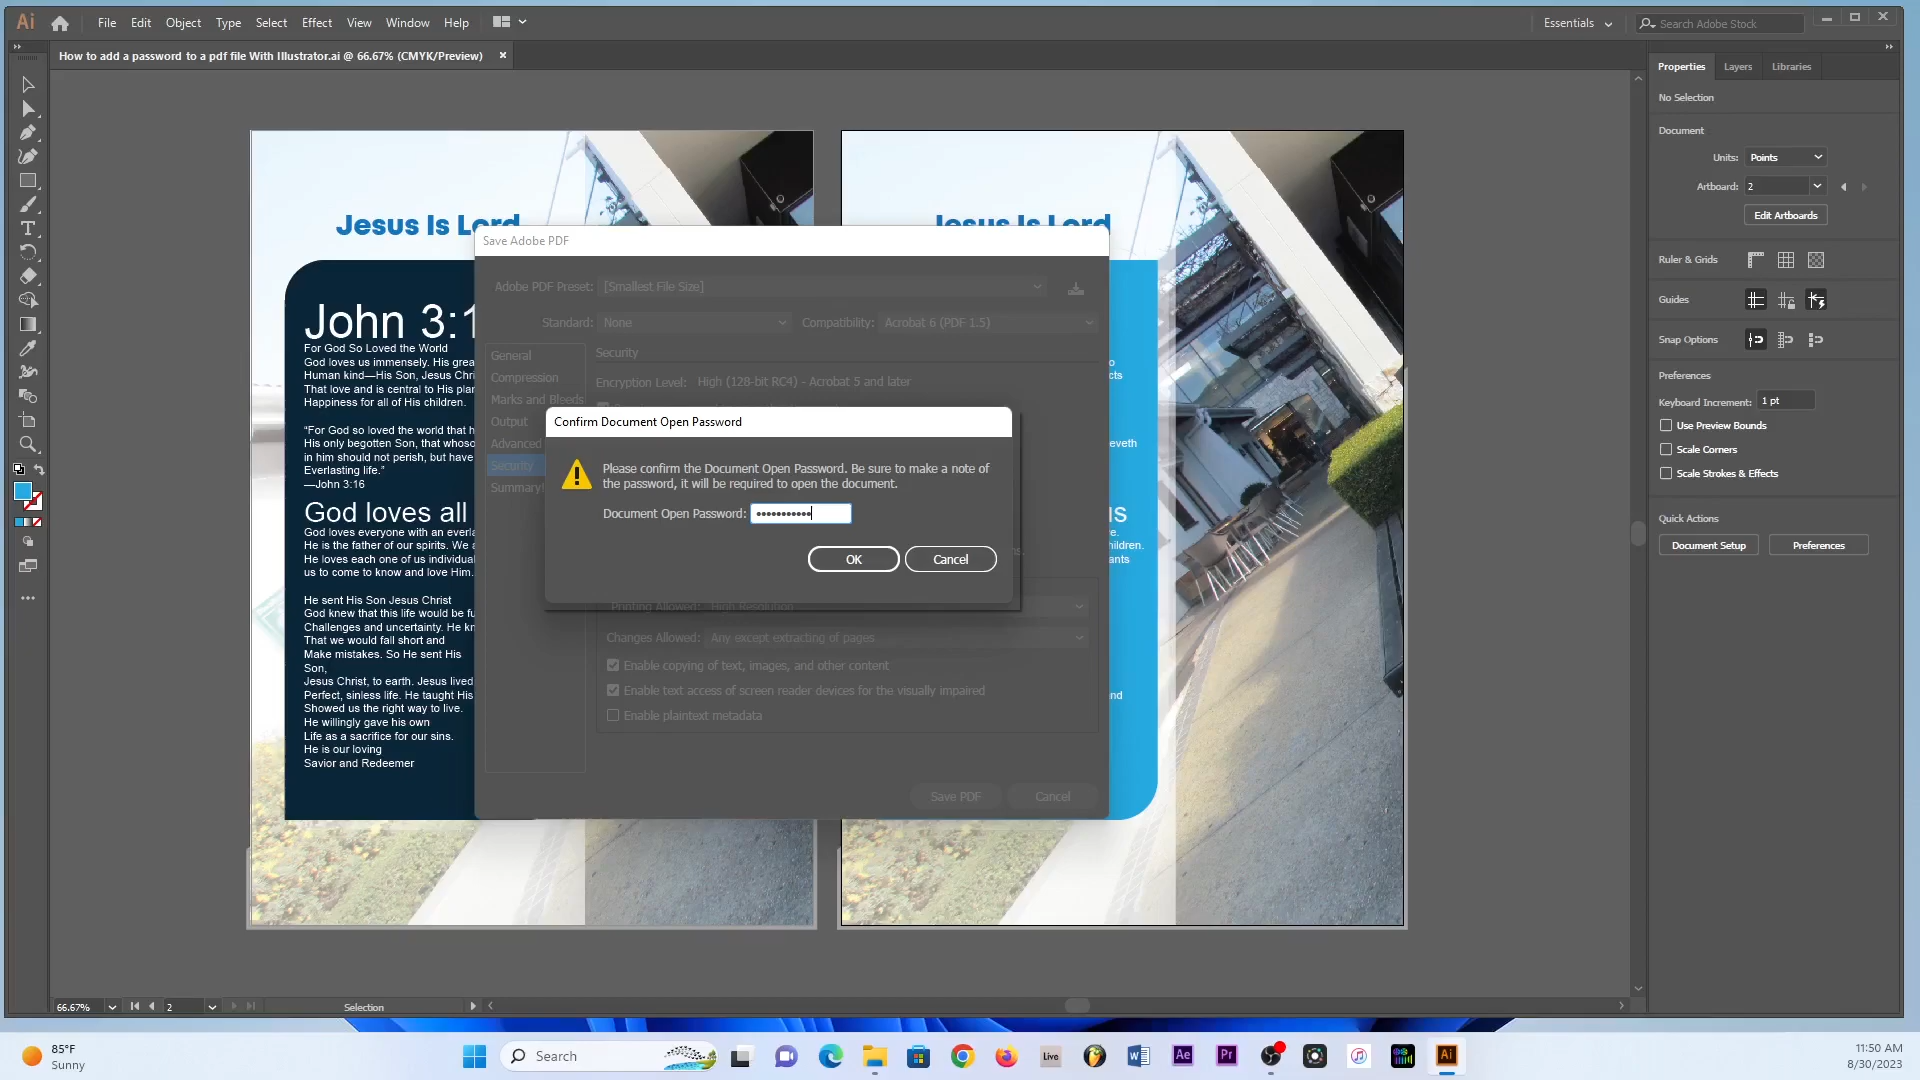 Ai File Edit Object Type Select Effect View Window Help Essentials Search Adobe Stock
How to add a password to a pdf file With Illustrator.ai @ 66.67% (CMYK/Preview)
Jesus Is Lord
John 3:1
For God So Loved the World
God loves us immensely. His grea
Human kind—His Son, Jesus Chri
That love and is central to His plan
Happiness for all of His children.
“For God so loved the world that h
His only begotten Son, that whoso
in him should not perish, but have
Everlasting life.”
—John 3:16
God loves all
God loves everyone with an everla
He is the father of our spirits. We a
He loves each one of us individual
us to come to know and love Him.
He sent His Son Jesus Christ
God knew that this life would be fu
Challenges and uncertainty. He kn
That we would fall short and
Make mistakes. So He sent His
Son,
Jesus Christ, to earth. Jesus lived
Perfect, sinless life. He taught His
Showed us the right way to live.
He willingly gave his own
Life as a sacrifice for our sins.
He is our loving
Savior and Redeemer
Jesus Is Lord
o
cts
eveth
us
e.
children.
ants
nd
Save Adobe PDF
Adobe PDF Preset: [Smallest File Size]
Standard: None Compatibility: Acrobat 6 (PDF 1.5)
General
Compression
Marks and Bleeds
Output
Advanced
Security
Summary
Security
Encryption Level: High (128-bit RC4) - Acrobat 5 and later
Confirm Document Open Password
Please confirm the Document Open Password. Be sure to make a note of
the password, it will be required to open the document.
Document Open Password: •••••••••••
OK Cancel
Printing Allowed: High Resolution
Changes Allowed: Any except extracting of pages
Enable copying of text, images, and other content
Enable text access of screen reader devices for the visually impaired
Enable plaintext metadata
Save PDF Cancel
Properties Layers Libraries
No Selection
Document
Units: Points
Artboard: 2
Edit Artboards
Ruler & Grids
Guides
Snap Options
Preferences
Keyboard Increment: 1 pt
Use Preview Bounds
Scale Corners
Scale Strokes & Effects
Quick Actions
Document Setup Preferences
66.67% 2 Selection
85°F
Sunny
Search
Live
W
Ae
Pr
Ai
11:50 AM
8/30/2023